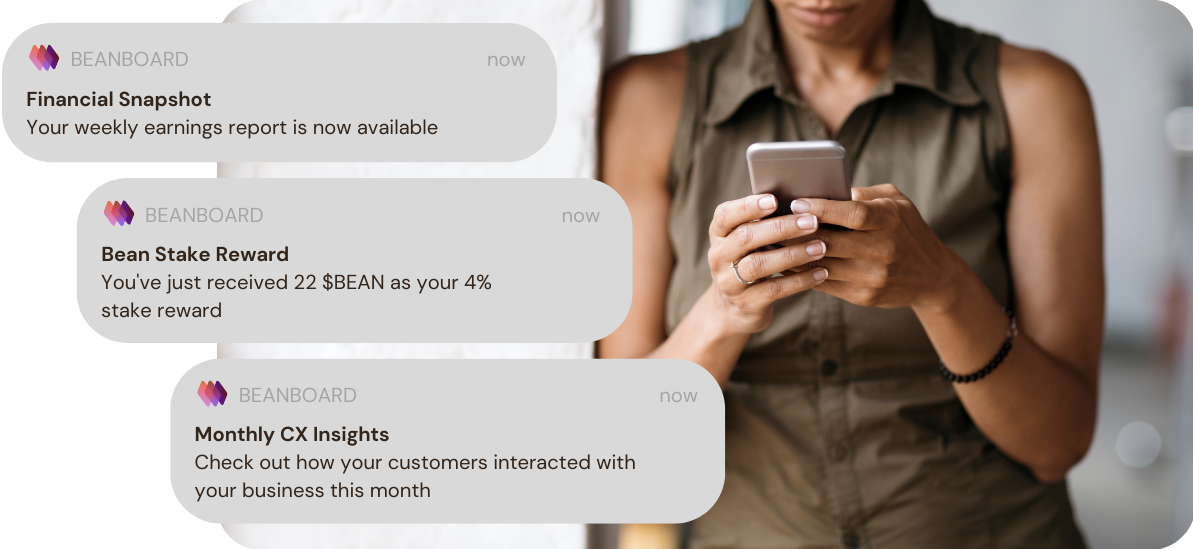 BEANBOARD now
Financial Snapshot
Your weekly earnings report is now available
BEANBOARD now
Bean Stake Reward
You've just received 22 $BEAN as your 4%
stake reward
BEANBOARD now
Monthly CX Insights
Check out how your customers interacted with
your business this month